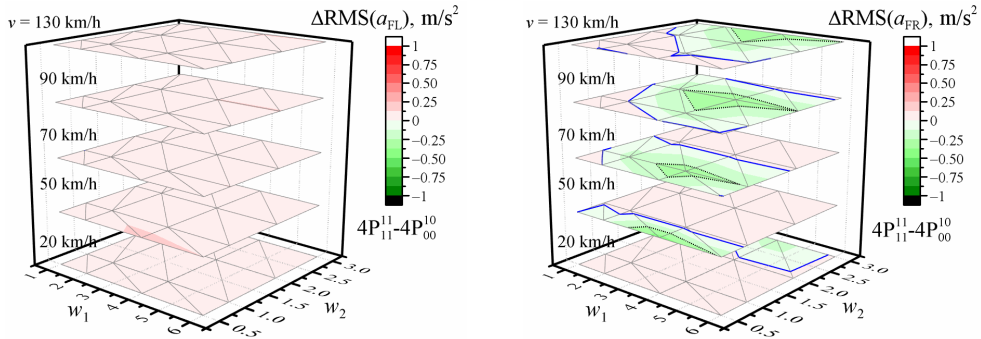 v = 130 km/h
90 km/h
70 km/h
50 km/h
20 km/h
ΔRMS(a_FL), m/s²
1
0.75
0.50
0.25
0
−0.25
−0.50
−0.75
−1
4P¹¹₁₁-4P¹⁰₀₀
1 2 3 4 5 6
w₁
0.5 1.0 1.5 2.0 2.5 3.0
w₂
v = 130 km/h
90 km/h
70 km/h
50 km/h
20 km/h
ΔRMS(a_FR), m/s²
1
0.75
0.50
0.25
0
−0.25
−0.50
−0.75
−1
4P¹¹₁₁-4P¹⁰₀₀
1 2 3 4 5 6
w₁
0.5 1.0 1.5 2.0 2.5 3.0
w₂